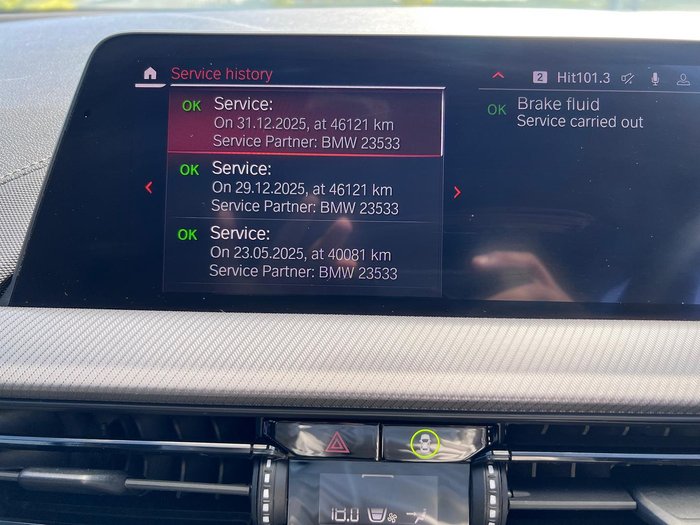 Service history
2 Hit101.3
OK Service:
On 31.12.2025, at 46121 km
Service Partner: BMW 23533
OK Service:
On 29.12.2025, at 46121 km
Service Partner: BMW 23533
OK Service:
On 23.05.2025, at 40081 km
Service Partner: BMW 23533
OK Brake fluid
Service carried out
18.0